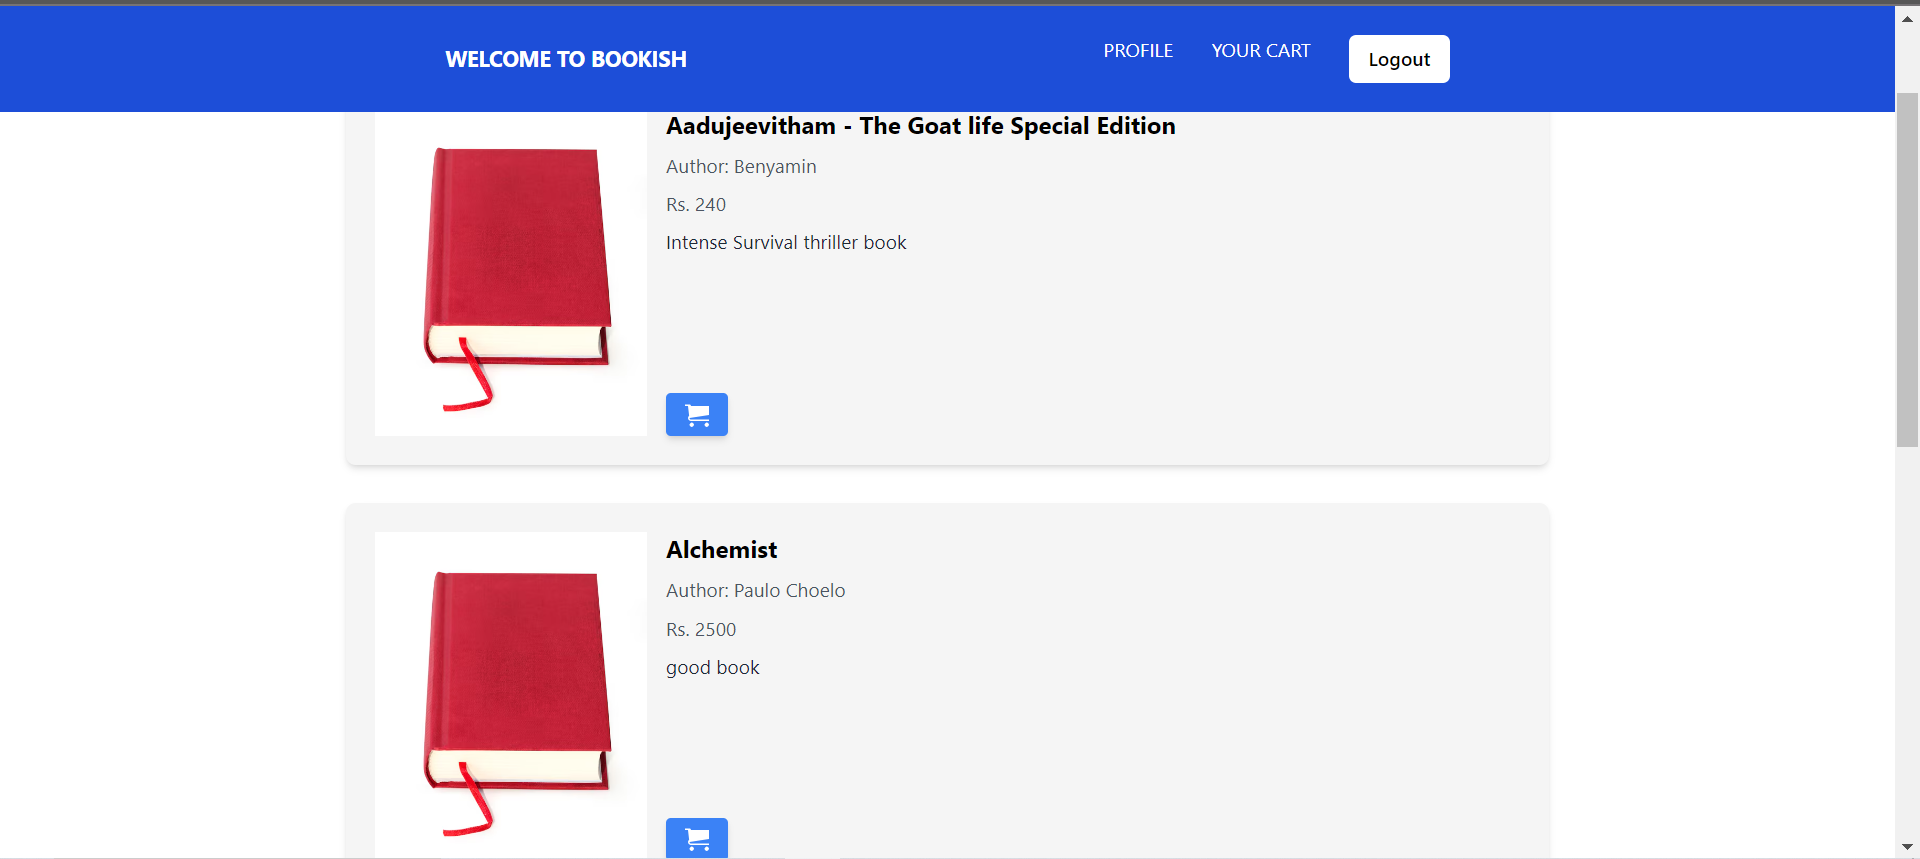 WELCOME TO BOOKISH
PROFILE
YOUR CART
Logout
Aadujeevitham - The Goat life Special Edition
Author: Benyamin
Rs. 240
Intense Survival thriller book
Alchemist
Author: Paulo Choelo
Rs. 2500
good book